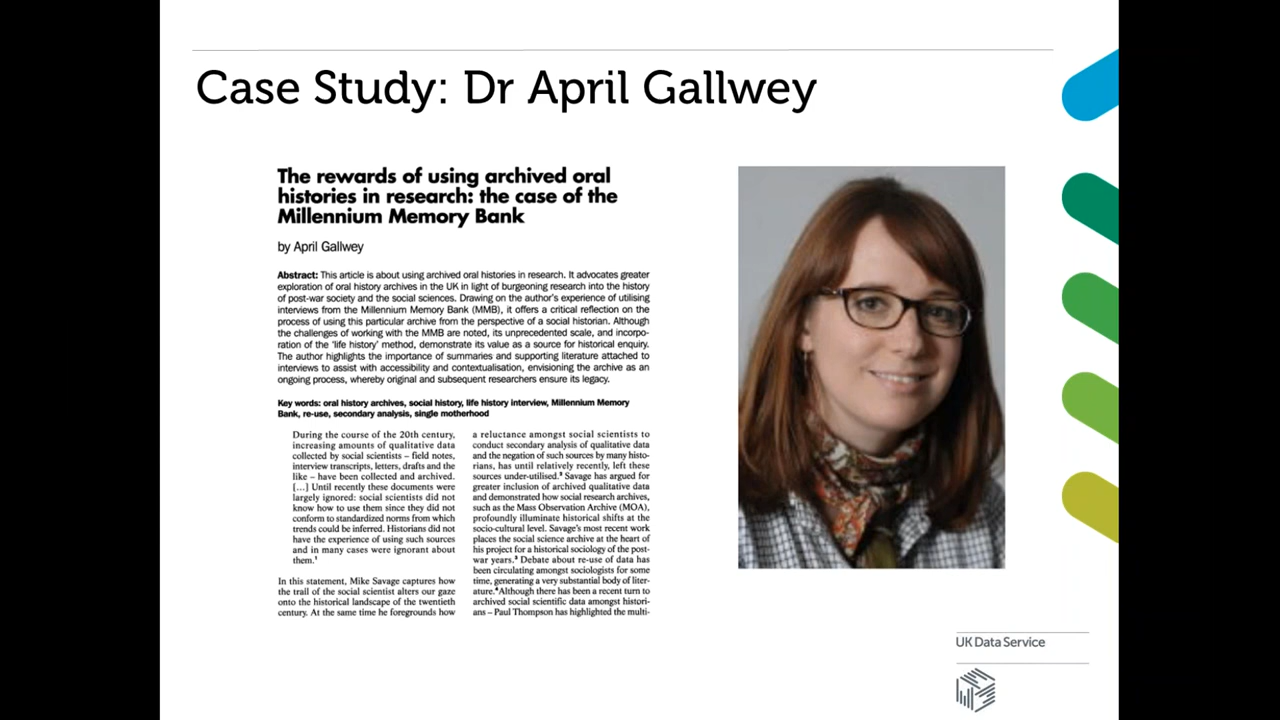 Case Study: Dr April Gallwey
The rewards of using archived oral
histories in research: the case of the
Millennium Memory Bank
by April Gallwey
Abstract: This article is about using archived oral histories in research. It advocates greater
exploration of oral history archives in the UK in light of burgeoning research into the history
of post-war society and the social sciences. Drawing on the author's experience of utilising
interviews from the Millennium Memory Bank (MMB), it offers a critical reflection on the
process of using this particular archive from the perspective of a social historian. Although
the challenges of working with the MMB are noted, its unprecedented scale, and incorpo-
ration of the 'life history' method, demonstrate its value as a source for historical enquiry.
The author highlights the importance of summaries and supporting literature attached to
interviews to assist with accessibility and contextualisation, envisioning the archive as an
ongoing process, whereby original and subsequent researchers ensure its legacy.
Key words: oral history archives, social history, life history interview, Millennium Memory
Bank, re-use, secondary analysis, single motherhood
During the course of the 20th century,
increasing amounts of qualitative data
collected by social scientists – field notes,
interview transcripts, letters, drafts and the
like – have been collected and archived.
[...] Until recently these documents were
largely ignored: social scientists did not
know how to use them since they did not
conform to standardized norms from which
trends could be inferred. Historians did not
have the experience of using such sources
and in many cases were ignorant about
them.¹
In this statement, Mike Savage captures how
the trail of the social scientist alters our gaze
onto the historical landscape of the twentieth
century. At the same time he foregrounds how
a reluctance amongst social scientists to
conduct secondary analysis of qualitative data
and the negation of such sources by many histo-
rians, has until relatively recently, left these
sources under-utilised.² Savage has argued for
greater inclusion of archived qualitative data
and demonstrated how social research archives,
such as the Mass Observation Archive (MOA),
profoundly illuminate historical shifts at the
socio-cultural level. Savage's most recent work
places the social science archive at the heart of
his project for a historical sociology of the post-
war years.³ Debate about re-use of data has
been circulating amongst sociologists for some
time, generating a very substantial body of liter-
ature.⁴ Although there has been a recent turn to
archived social scientific data amongst histori-
ans – Paul Thompson has highlighted the multi-
UK Data Service